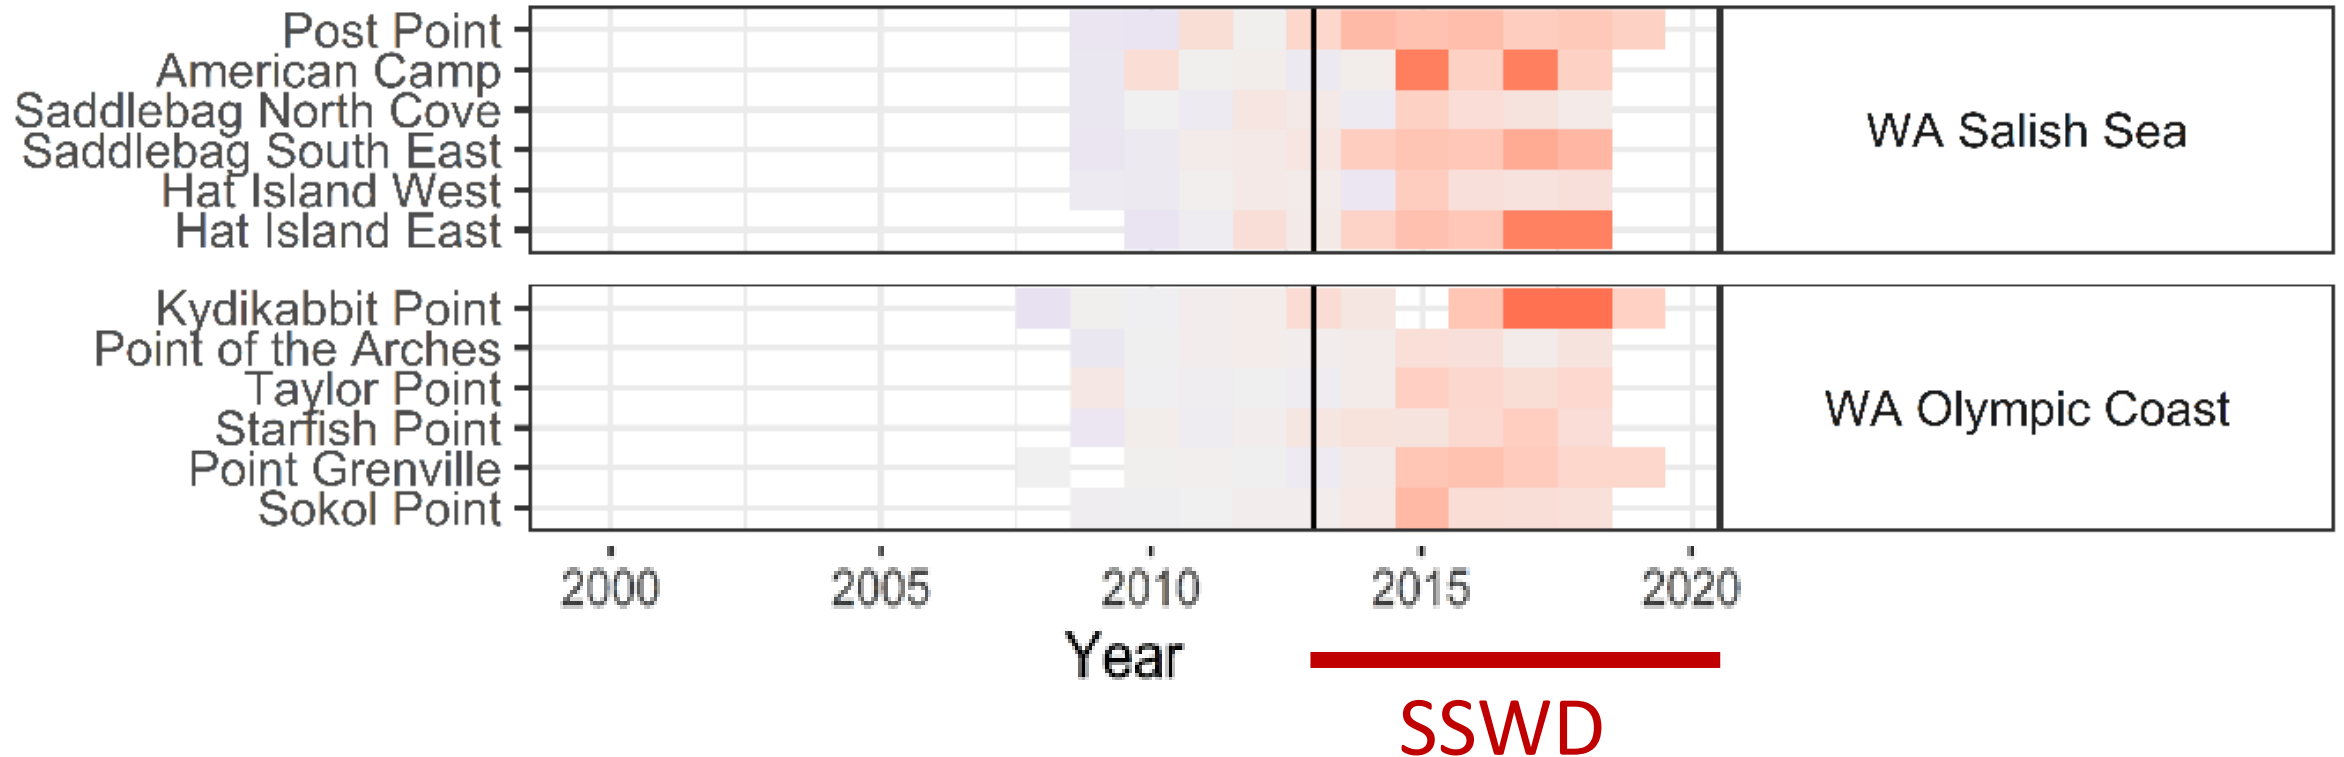 Post Point
American Camp
Saddlebag North Cove
Saddlebag South East
Hat Island West
Hat Island East
WA Salish Sea
Kydikabbit Point
Point of the Arches
Taylor Point
Starfish Point
Point Grenville
Sokol Point
WA Olympic Coast
2000 2005 2010 2015 2020
Year
SSWD